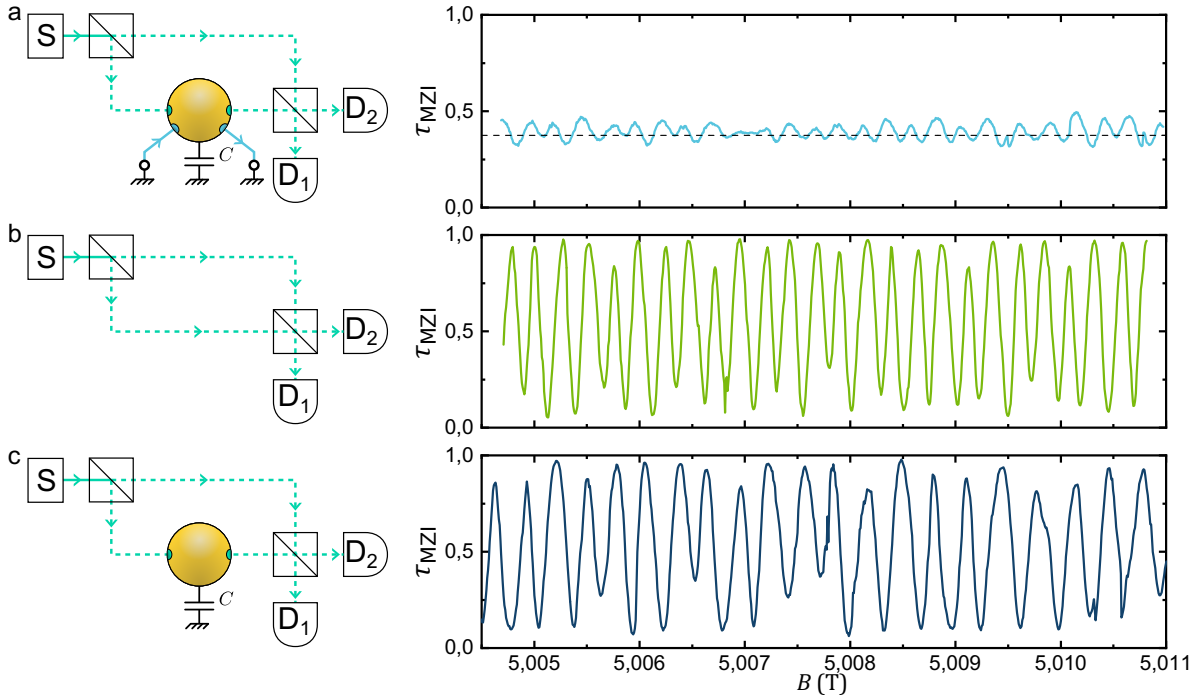 a
S
D2
C
D1
τMZI
1,0
0,5
0,0
b
S
D2
D1
τMZI
1,0
0,5
0,0
c
S
D2
C
D1
τMZI
1,0
0,5
0,0
5,005 5,006 5,007 5,008 5,009 5,010 5,011
B (T)